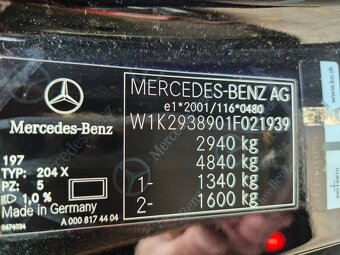 Mercedes-Benz
197
TYP: 204 X
PZ: 5
1,0 %
Made in Germany
A 000 817 44 04
MERCEDES-BENZ AG
e1*2001/116*0480
W1K2938901F021939
2940 kg
4840 kg
1- 1340 kg
2- 1600 kg